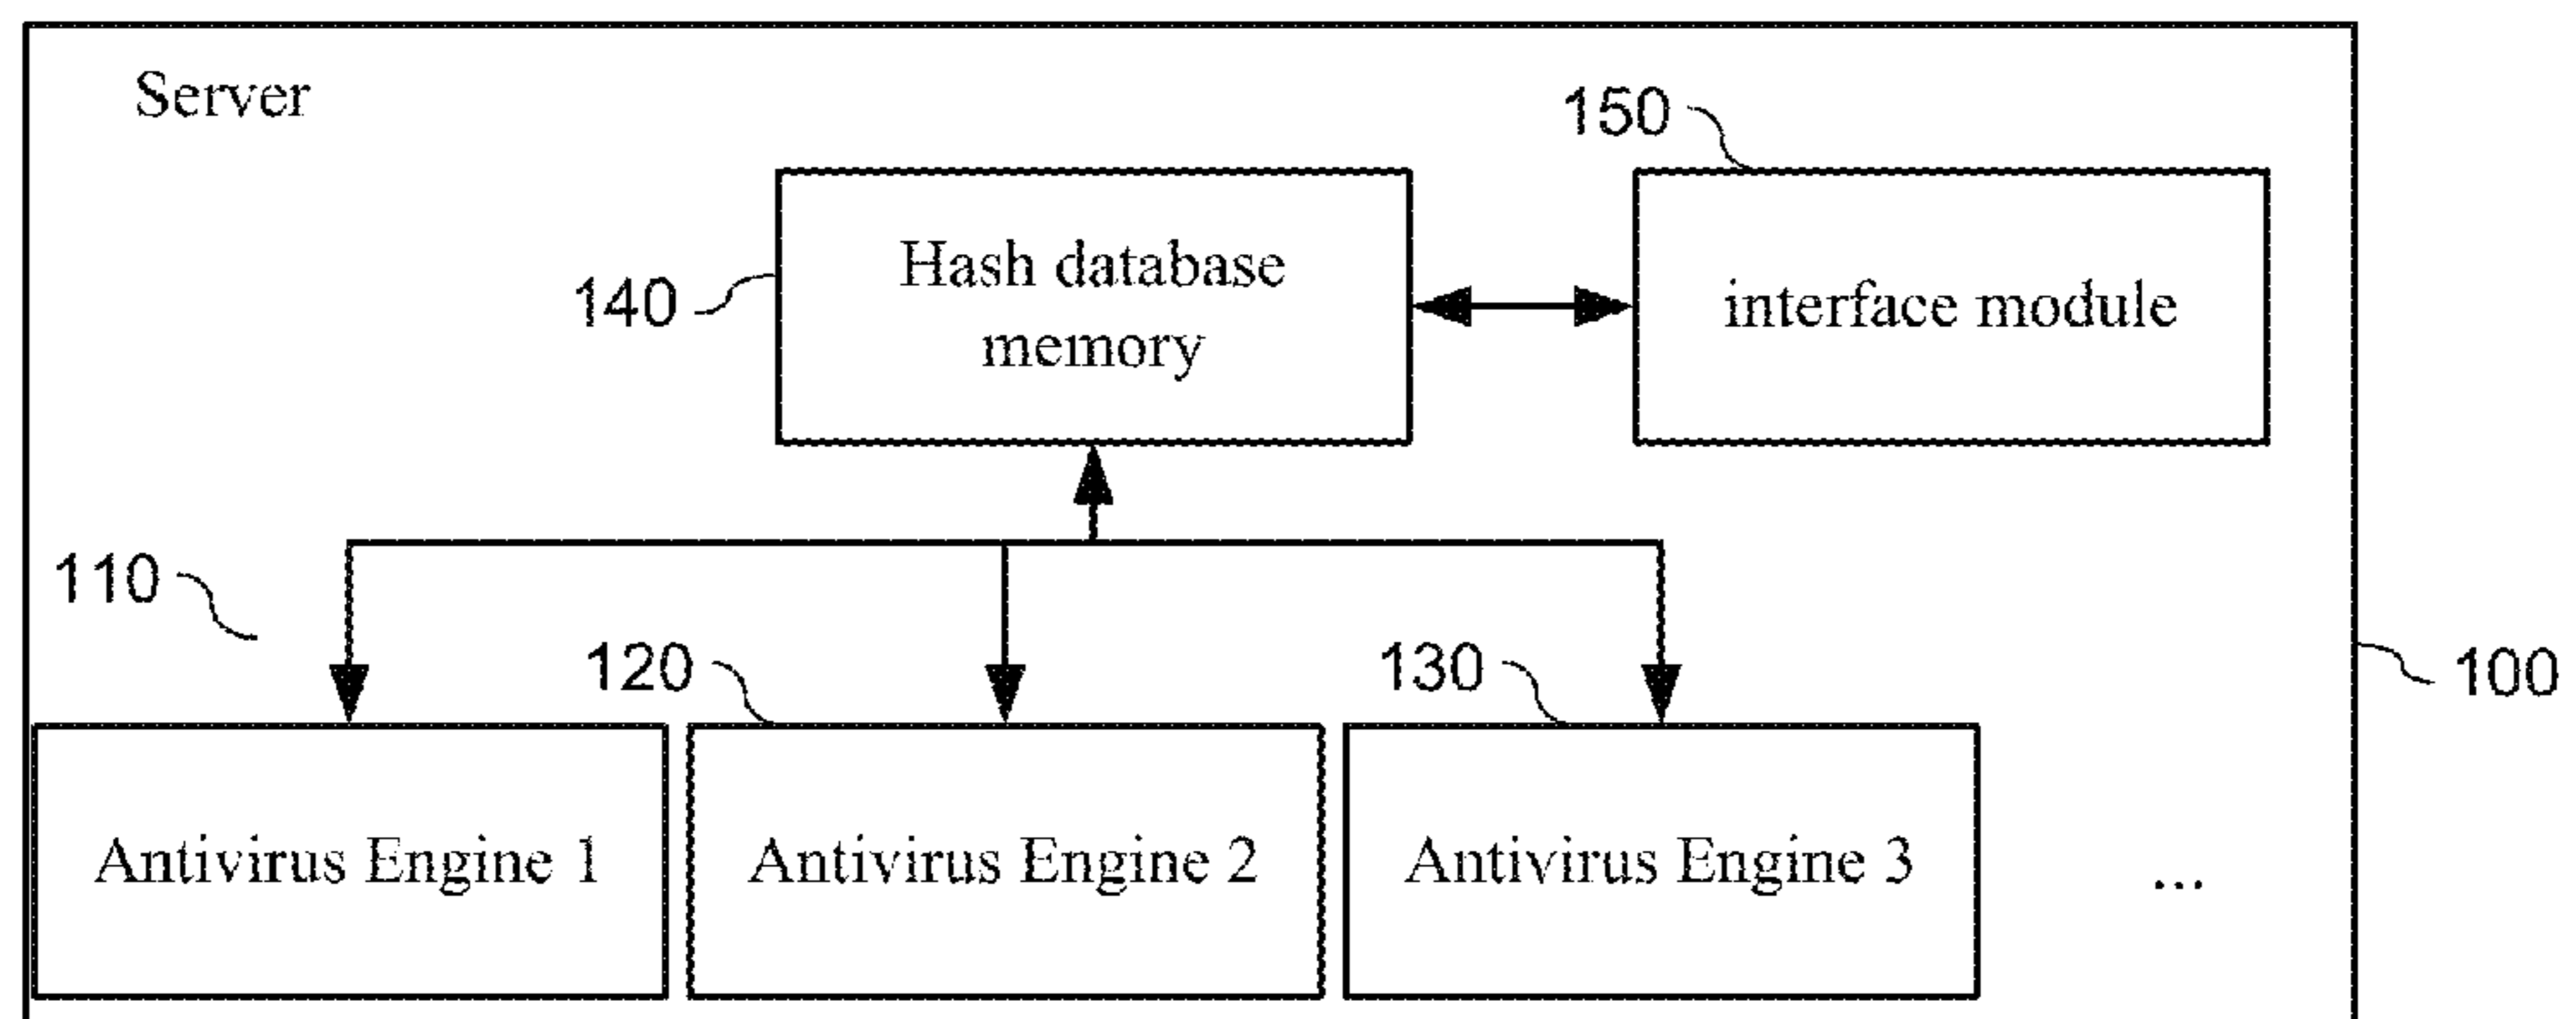 Server
150
Hash database
memory
140
interface module
110
120
130
100
Antivirus Engine 1
Antivirus Engine 2
Antivirus Engine 3
...